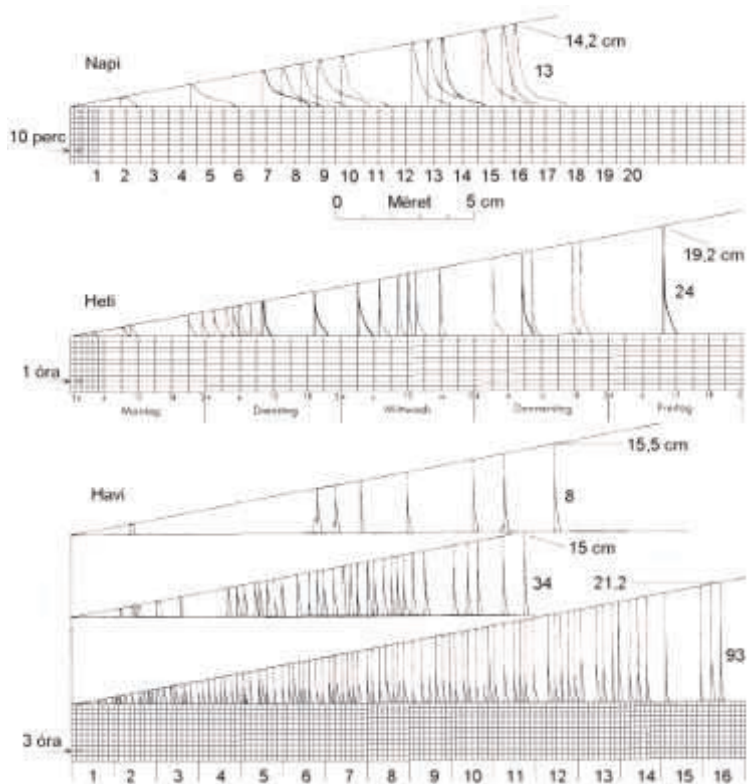 14,2 cm
Napi
13
10 perc
1 2 3 4 5 6 7 8 9 10 11 12 13 14 15 16 17 18 19 20
0 Méret 5 cm
19,2 cm
Heti
24
1 óra
Montag Dienstag Mittwoch Donnerstag Freitag
15,5 cm
Havi
8
15 cm
34
21,2
93
3 óra
1 2 3 4 5 6 7 8 9 10 11 12 13 14 15 16